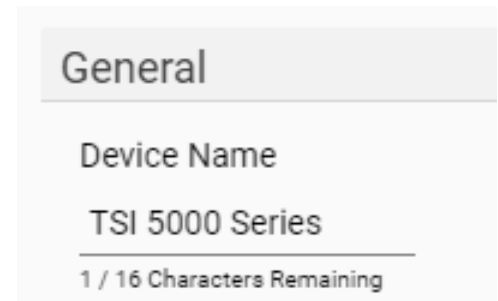 General
Device Name
TSI 5000 Series
1 / 16 Characters Remaining